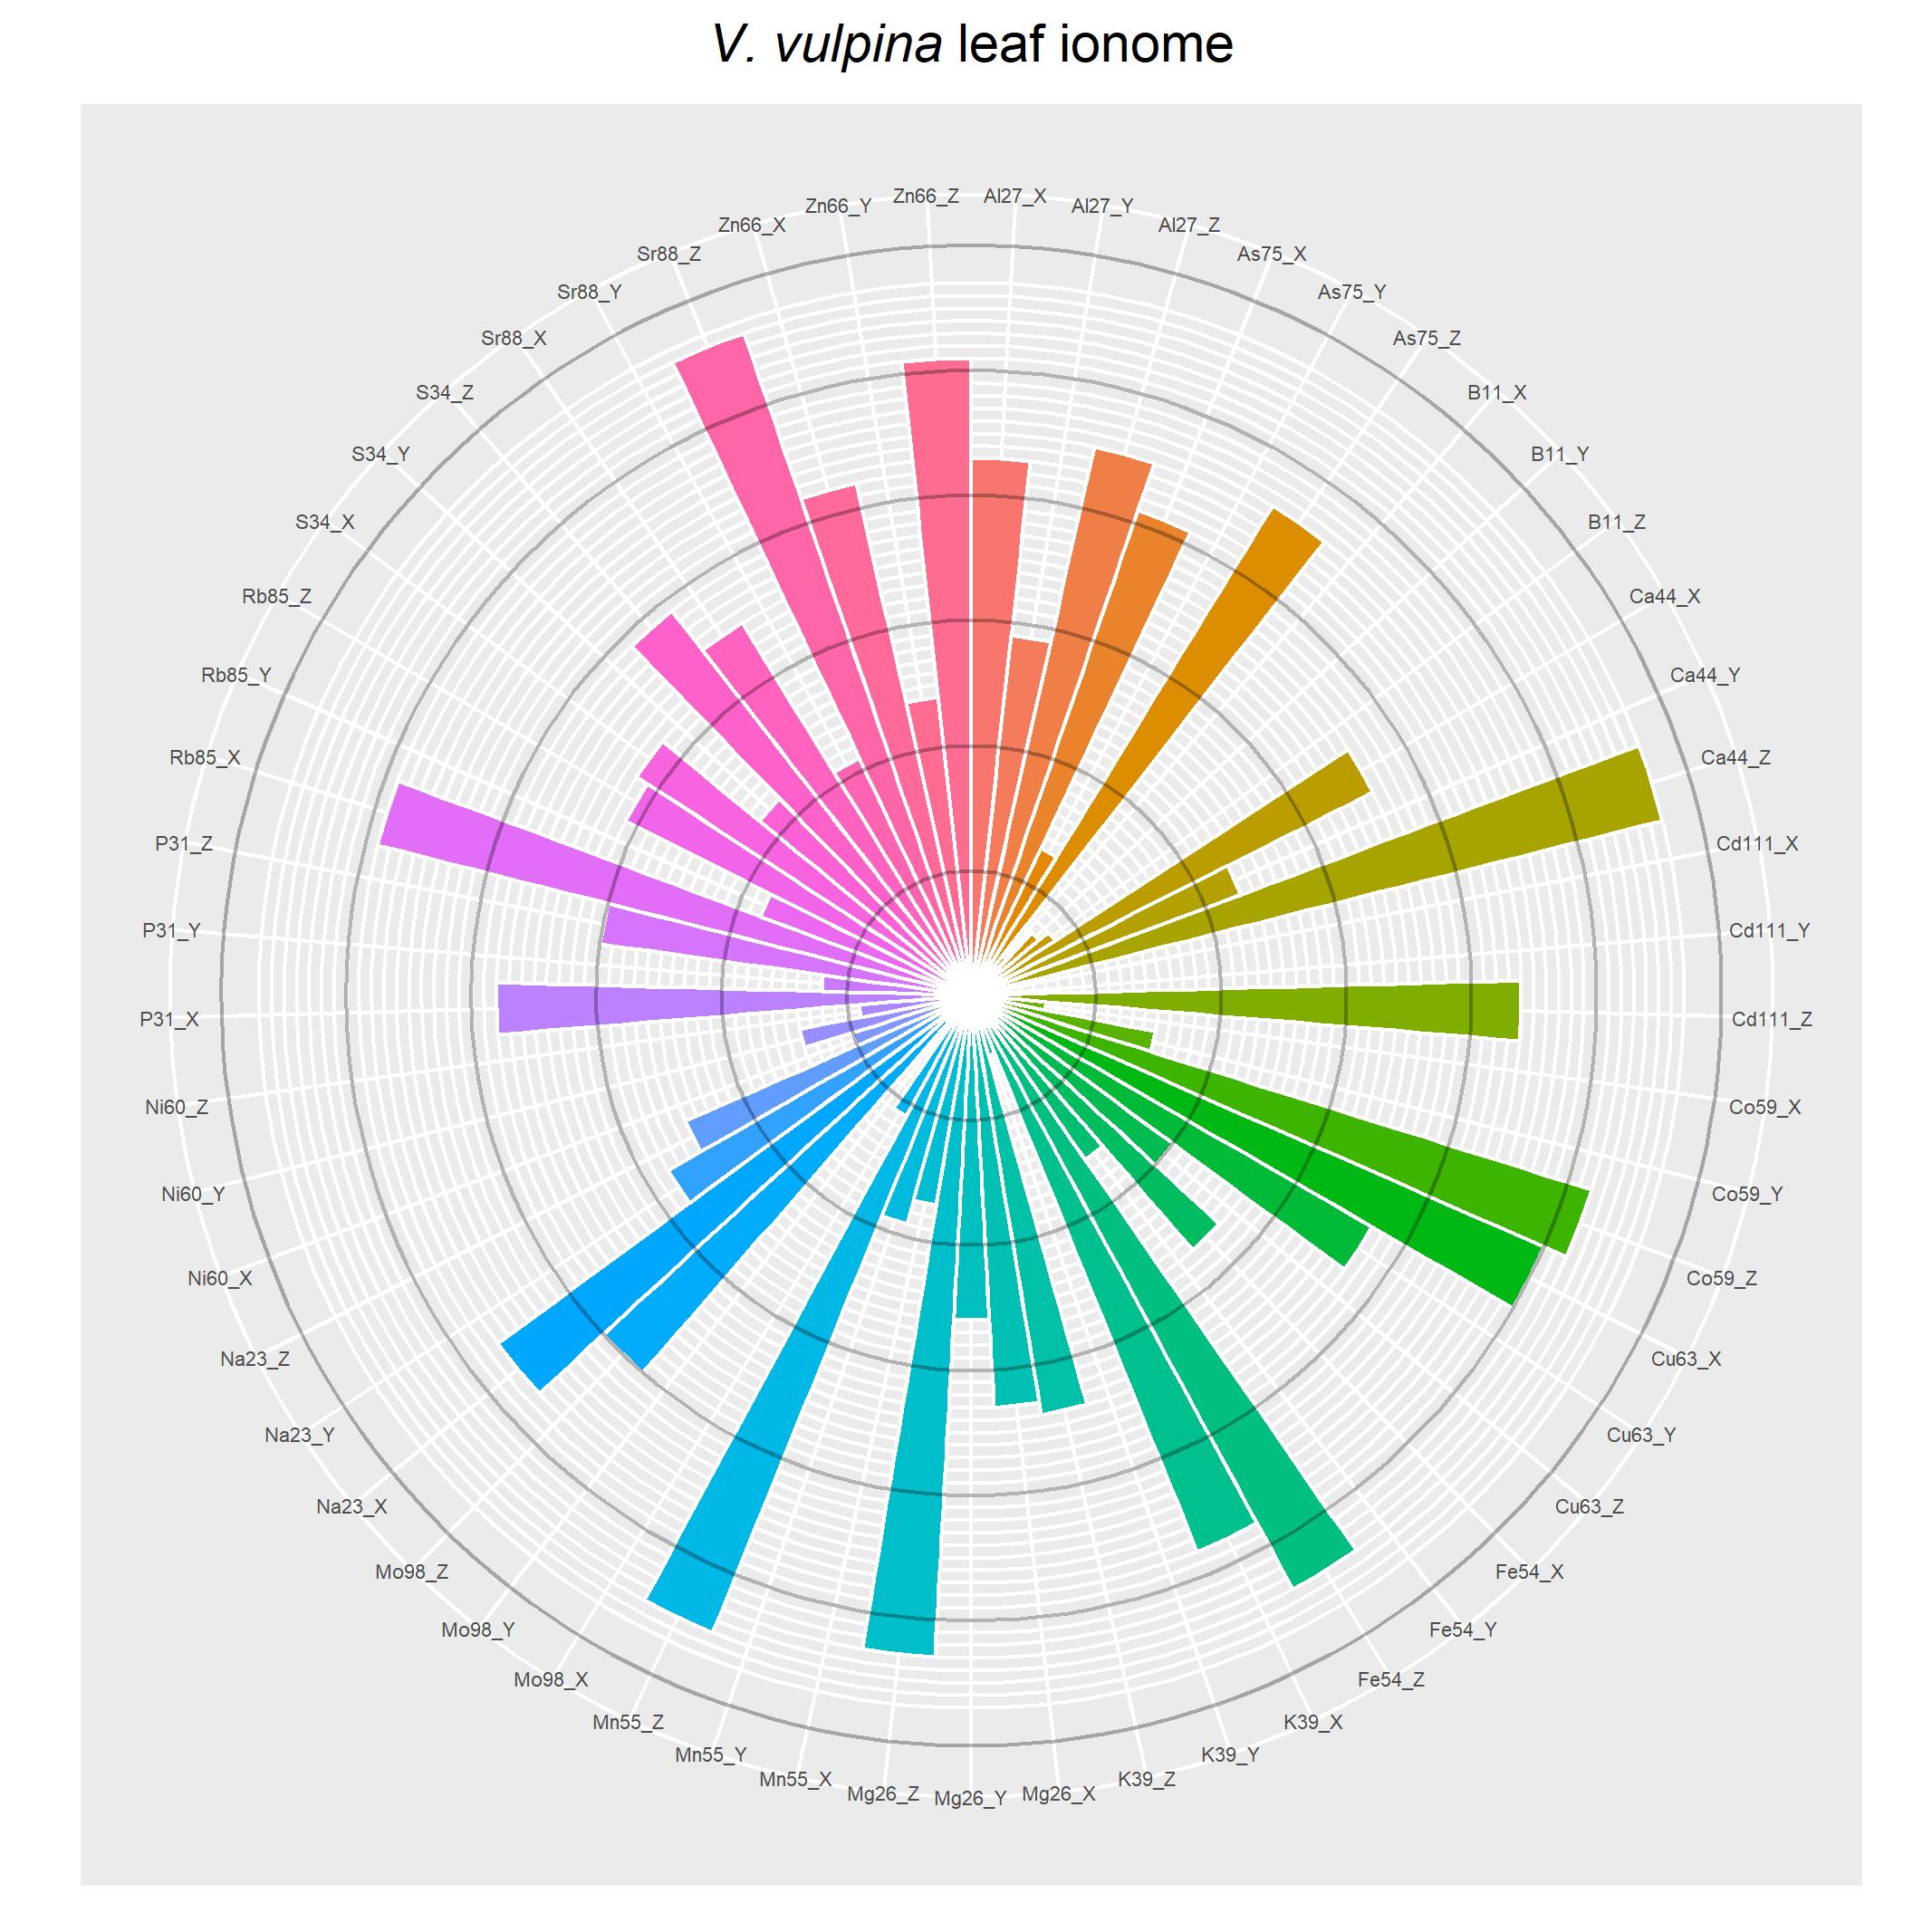 V. vulpina leaf ionome
Al27_X
Al27_Y
Al27_Z
As75_X
As75_Y
As75_Z
B11_X
B11_Y
B11_Z
Ca44_X
Ca44_Y
Ca44_Z
Cd111_X
Cd111_Y
Cd111_Z
Co59_X
Co59_Y
Co59_Z
Cu63_X
Cu63_Y
Cu63_Z
Fe54_X
Fe54_Y
Fe54_Z
K39_X
K39_Y
K39_Z
Mg26_X
Mg26_Y
Mg26_Z
Mn55_X
Mn55_Y
Mn55_Z
Mo98_X
Mo98_Y
Mo98_Z
Na23_X
Na23_Y
Na23_Z
Ni60_X
Ni60_Y
Ni60_Z
P31_X
P31_Y
P31_Z
Rb85_X
Rb85_Y
Rb85_Z
S34_X
S34_Y
S34_Z
Sr88_X
Sr88_Y
Sr88_Z
Zn66_X
Zn66_Y
Zn66_Z